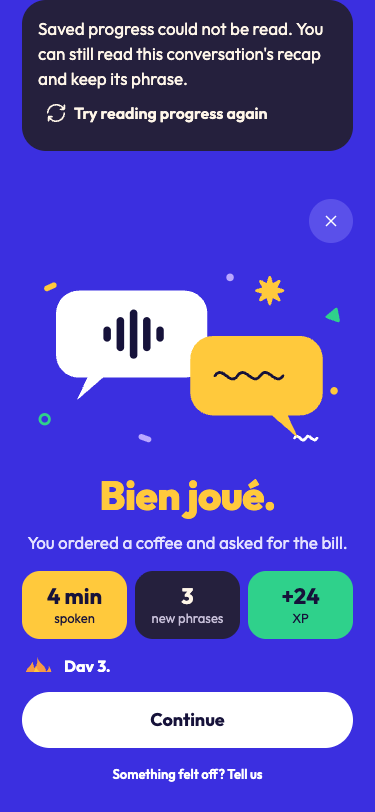 Saved progress could not be read. You
can still read this conversation's recap
and keep its phrase.
Try reading progress again
Bien joué.
You ordered a coffee and asked for the bill.
4 min
spoken
3
new phrases
+24
XP
Day 3.
Continue
Something felt off? Tell us